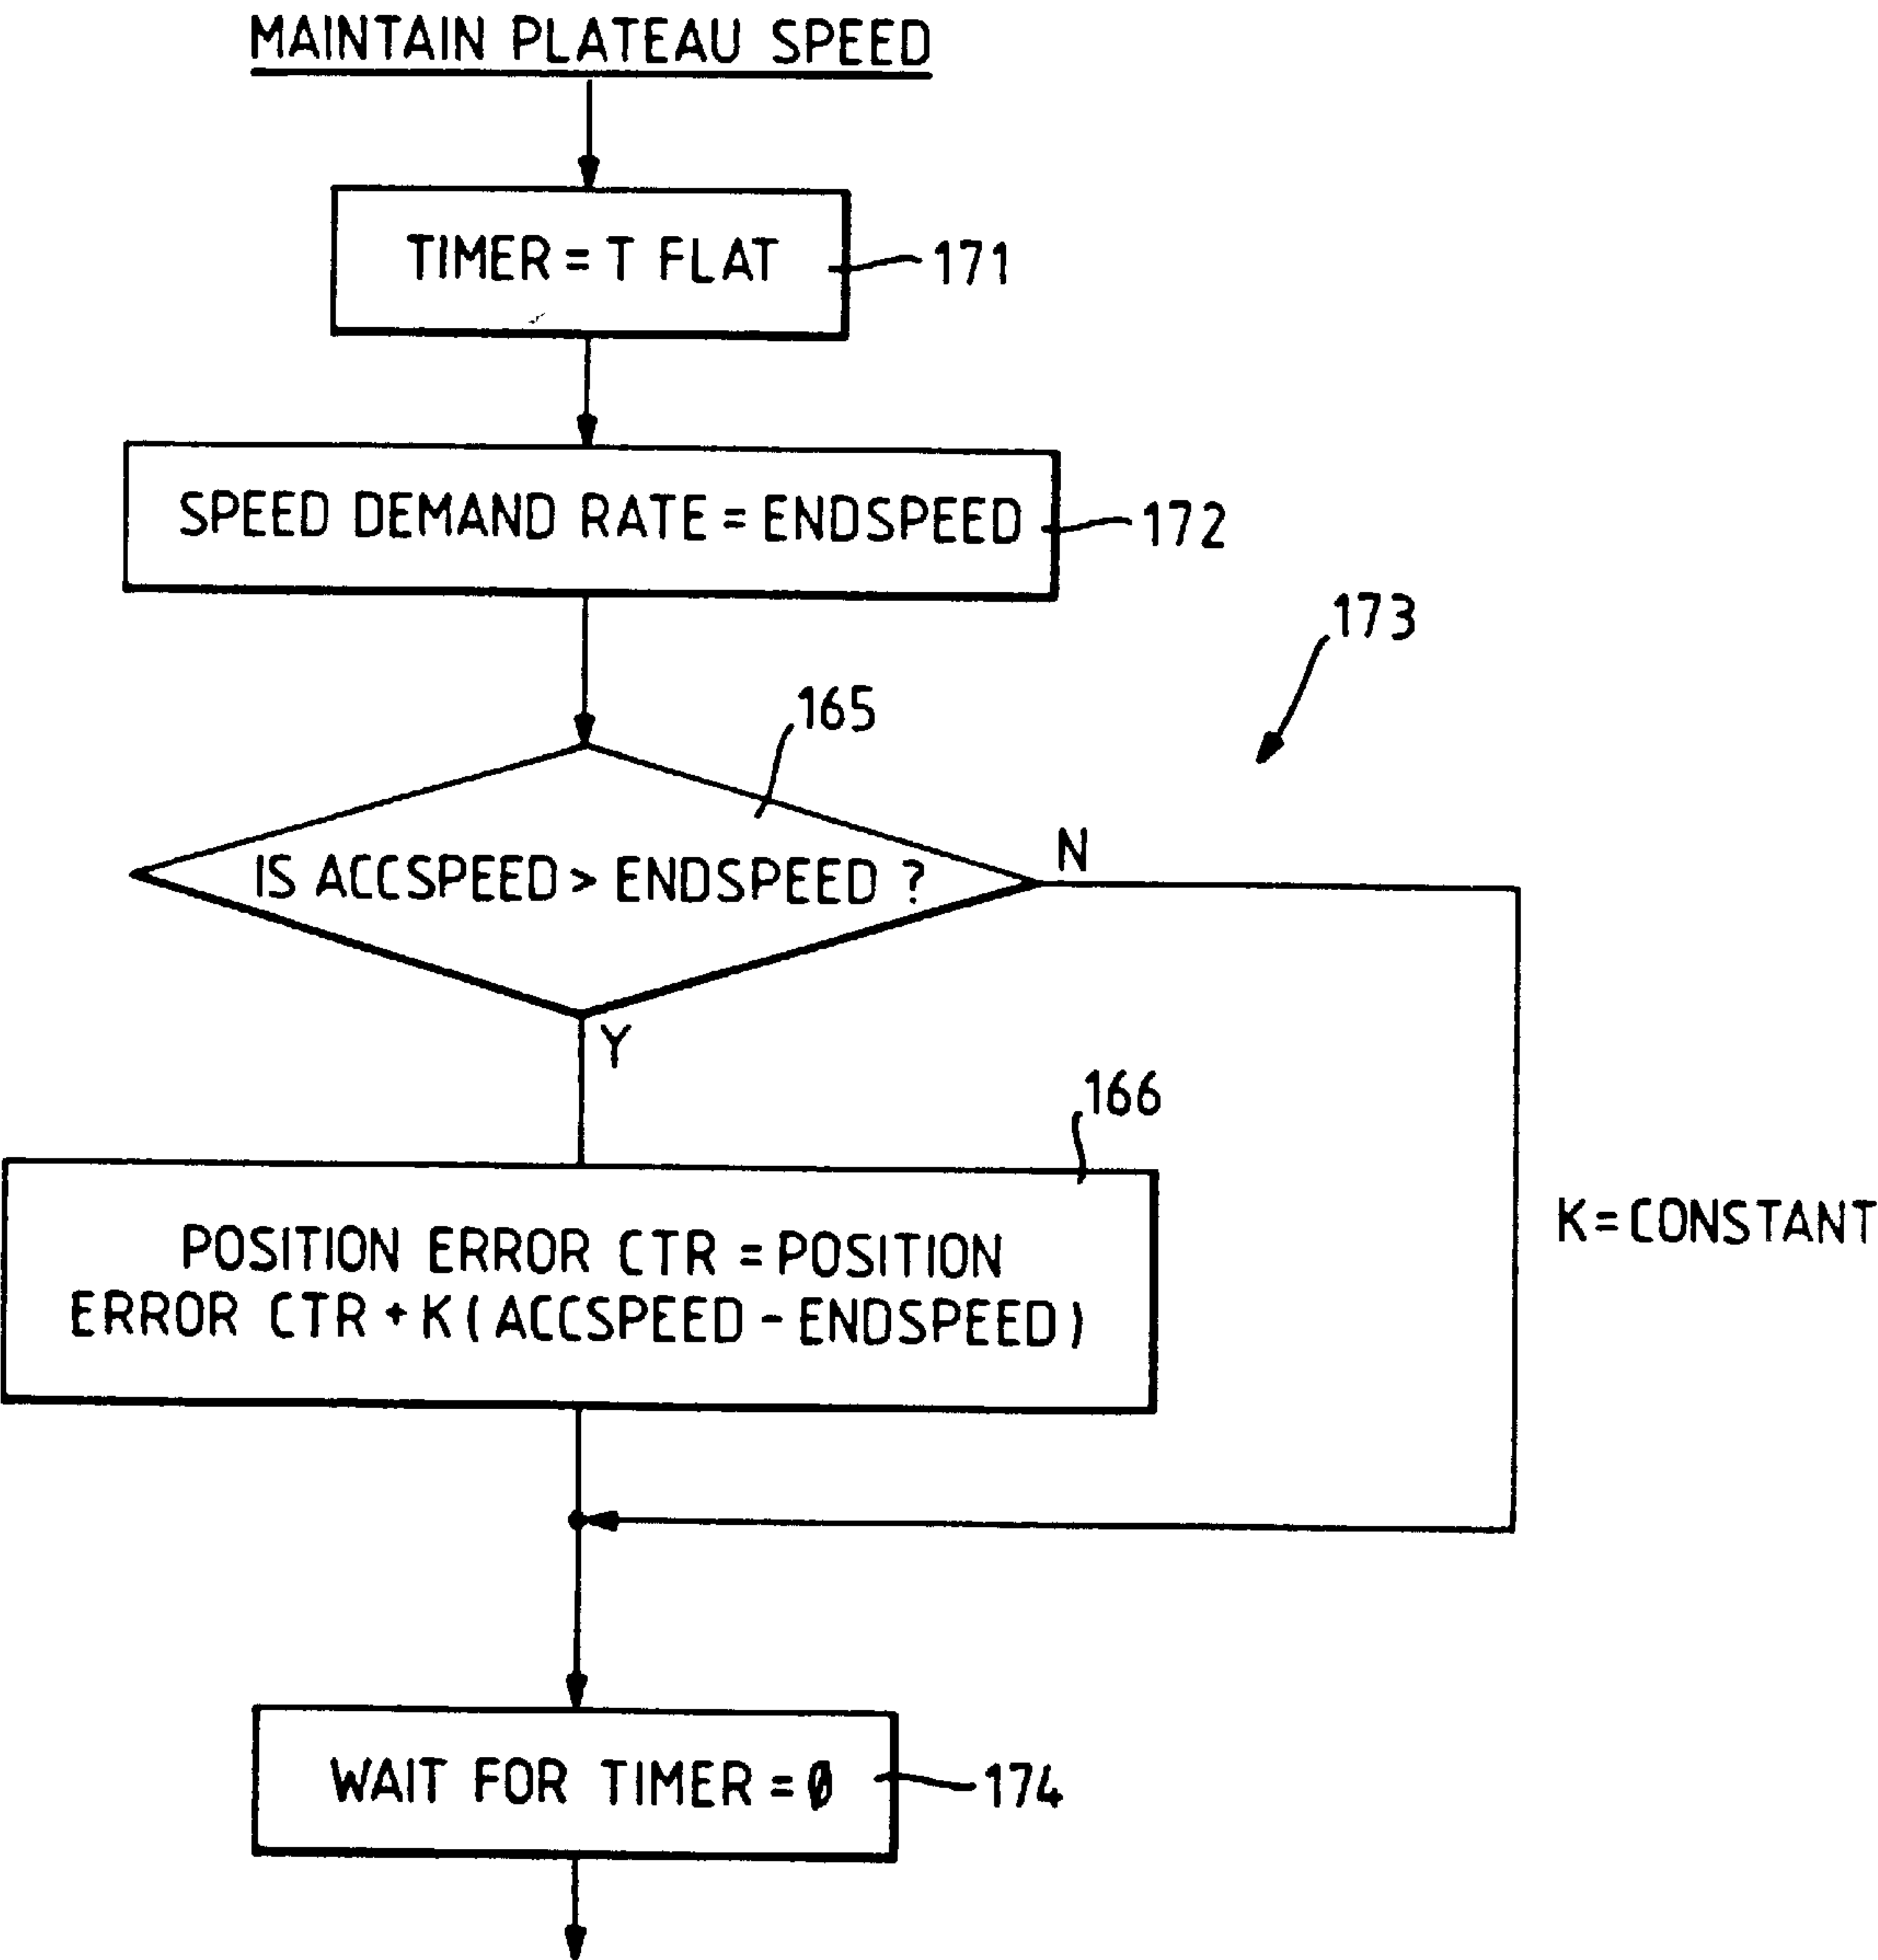 MAINTAIN PLATEAU SPEED
TIMER = T FLAT
171
SPEED DEMAND RATE = ENDSPEED
172
173
165
IS ACCSPEED > ENDSPEED ?
N
Y
166
POSITION ERROR CTR = POSITION
ERROR CTR + K (ACCSPEED - ENDSPEED)
K = CONSTANT
WAIT FOR TIMER = Ø
174